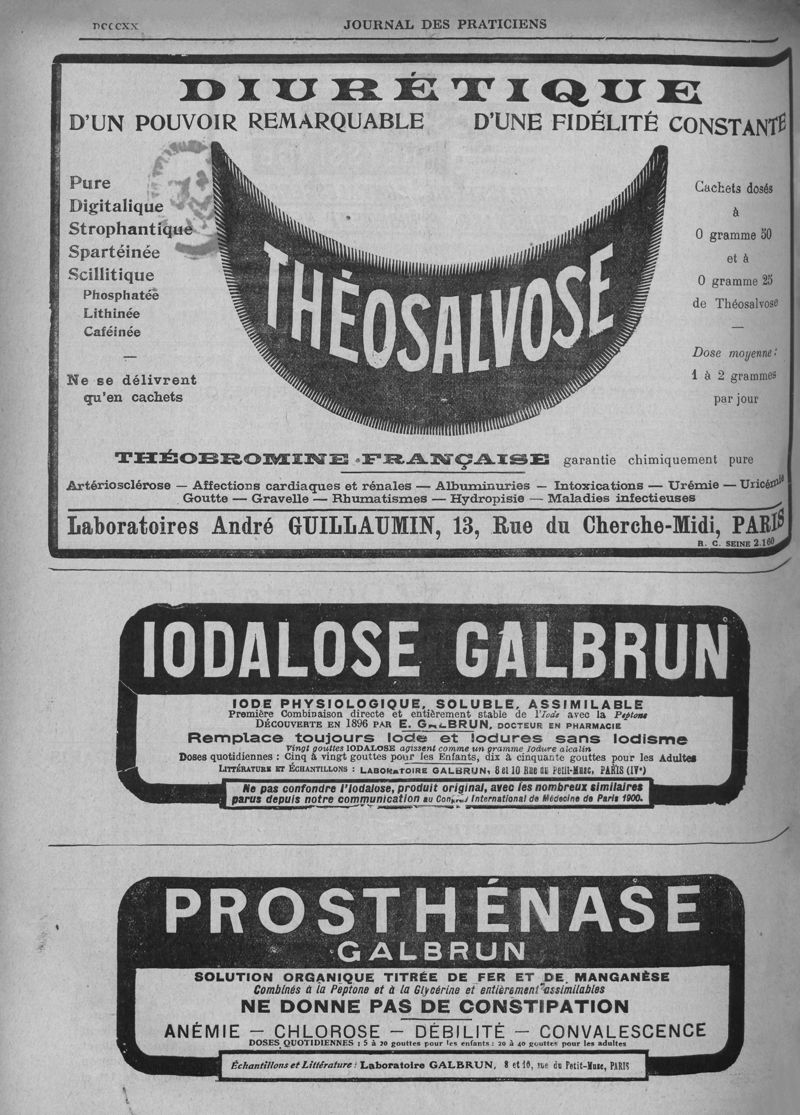 DCCCXX
JOURNAL DES PRATICIENS
DIURÉTIQUE
D'UN POUVOIR REMARQUABLE D'UNE FIDÉLITÉ CONSTANTE
Pure
Digitalique
Strophantique
Spartéinée
Scillitique
Phosphatée
Lithinée
Caféinée
—
Ne se délivrent
qu'en cachets
THÉOSALVOSE
Cachets dosés
à
0 gramme 50
et à
0 gramme 25
de Théosalvose
—
Dose moyenne:
1 à 2 grammes
par jour
THÉOBROMINE FRANÇAISE garantie chimiquement pure
Artériosclérose — Affections cardiaques et rénales — Albuminuries — Intoxications — Urémie — Uricémie
Goutte — Gravelle — Rhumatismes — Hydropisie — Maladies infectieuses
Laboratoires André GUILLAUMIN, 13, Rue du Cherche-Midi, PARIS
R. C. SEINE 2.160
IODALOSE GALBRUN
IODE PHYSIOLOGIQUE, SOLUBLE, ASSIMILABLE
Première Combinaison directe et entièrement stable de l'Iode avec la Peptone
DÉCOUVERTE EN 1896 PAR E. GALBRUN, DOCTEUR EN PHARMACIE
Remplace toujours Iode et Iodures sans Iodisme
Vingt gouttes IODALOSE agissent comme un gramme Iodure alcalin
Doses quotidiennes : Cinq à vingt gouttes pour les Enfants, dix à cinquante gouttes pour les Adultes
LITTÉRATURE ET ÉCHANTILLONS : LABORATOIRE GALBRUN, 8 et 10 Rue du Petit-Musc, PARIS (IVe)
Ne pas confondre l'Iodalose, produit original, avec les nombreux similaires
parus depuis notre communication au Congrès International de Médecine de Paris 1900.
PROSTHÉNASE
GALBRUN
SOLUTION ORGANIQUE TITRÉE DE FER ET DE MANGANÈSE
Combinés à la Peptone et à la Glycérine et entièrement assimilables
NE DONNE PAS DE CONSTIPATION
ANÉMIE — CHLOROSE — DÉBILITÉ — CONVALESCENCE
DOSES QUOTIDIENNES : 5 à 20 gouttes pour les enfants : 20 à 40 gouttes pour les adultes
Échantillons et Littérature : Laboratoire GALBRUN, 8 et 10, rue du Petit-Musc, PARIS